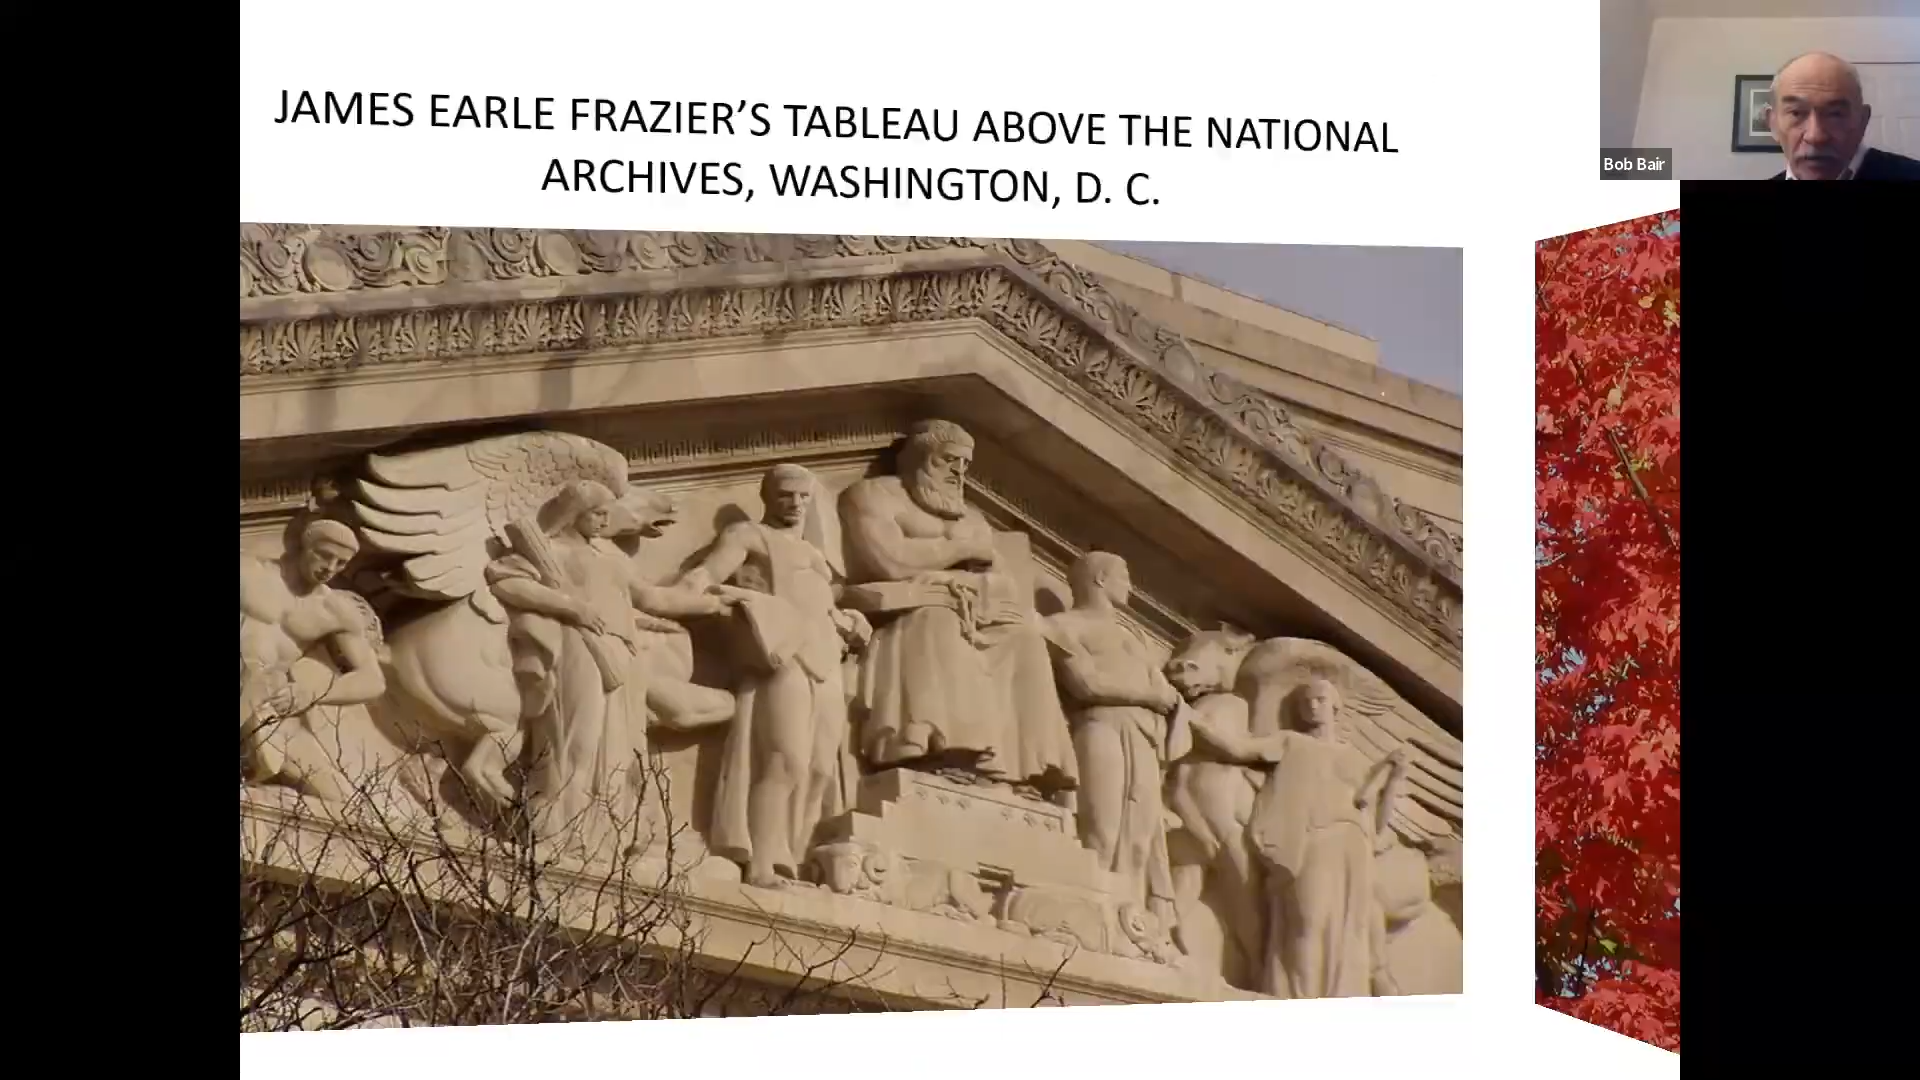 JAMES EARLE FRAZIER’S TABLEAU ABOVE THE NATIONAL
ARCHIVES, WASHINGTON, D. C.
Bob Bair